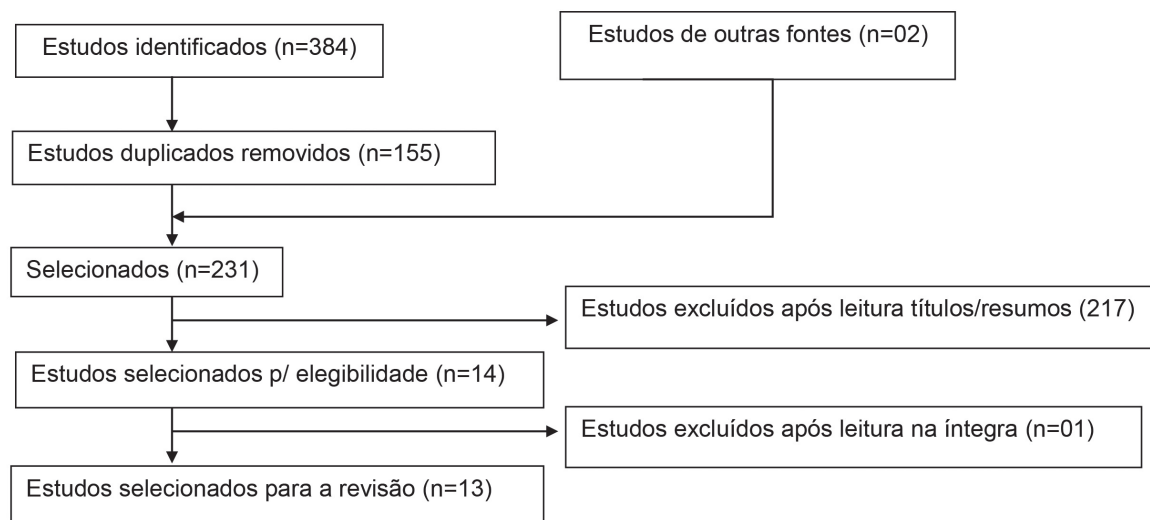 Estudos identificados (n=384)
Estudos de outras fontes (n=02)
Estudos duplicados removidos (n=155)
Selecionados (n=231)
Estudos excluídos após leitura títulos/resumos (217)
Estudos selecionados p/ elegibilidade (n=14)
Estudos excluídos após leitura na íntegra (n=01)
Estudos selecionados para a revisão (n=13)